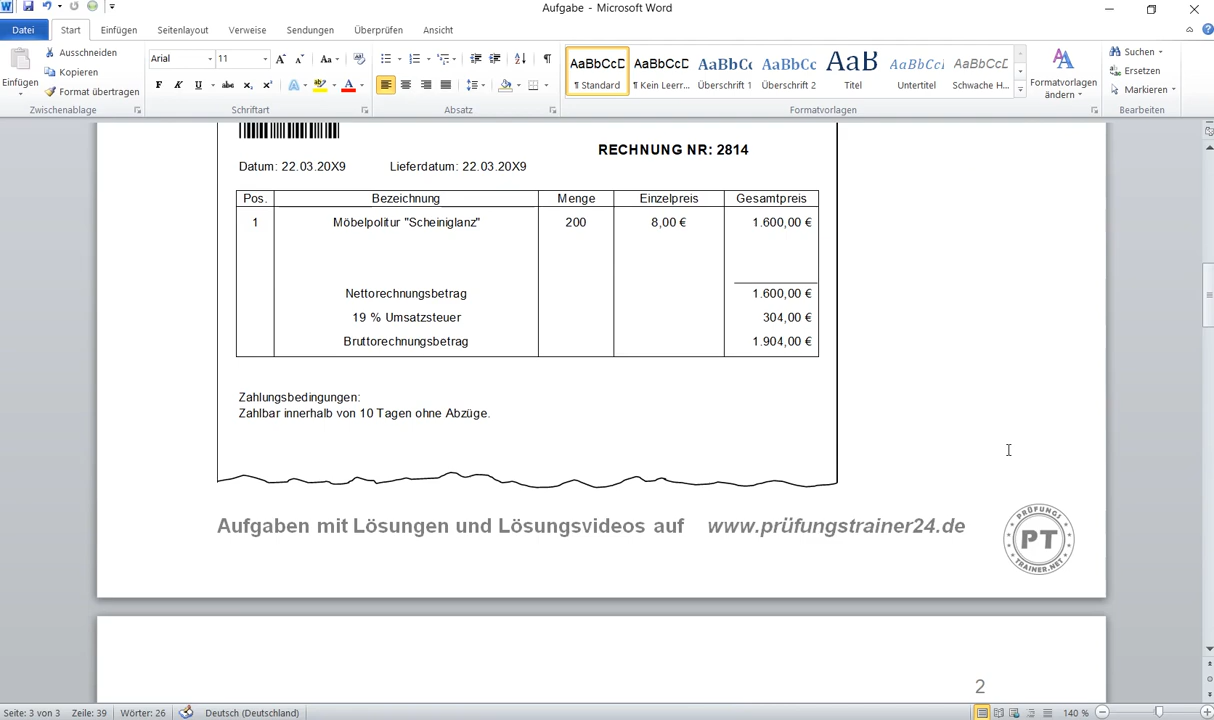 Aufgabe - Microsoft Word
Datei Start Einfügen Seitenlayout Verweise Sendungen Überprüfen Ansicht
Einfügen
Ausschneiden
Kopieren
Format übertragen
Zwischenablage
Arial 11
Schriftart
Absatz
AaBbCcD AaBbCcD AaBbCc AaBbCc AaB AaBbCcL AaBbCcD
¶ Standard ¶ Kein Leerr... Überschrift 1 Überschrift 2 Titel Untertitel Schwache H...
Formatvorlagen
Formatvorlagen ändern
Suchen
Ersetzen
Markieren
Bearbeiten
RECHNUNG NR: 2814
Datum: 22.03.20X9 Lieferdatum: 22.03.20X9
Pos. Bezeichnung Menge Einzelpreis Gesamtpreis
1 Möbelpolitur "Scheiniglanz" 200 8,00 € 1.600,00 €
Nettorechnungsbetrag 1.600,00 €
19 % Umsatzsteuer 304,00 €
Bruttorechnungsbetrag 1.904,00 €
Zahlungsbedingungen:
Zahlbar innerhalb von 10 Tagen ohne Abzüge.
Aufgaben mit Lösungen und Lösungsvideos auf www.prüfungstrainer24.de
PRÜFUNGS
PT
TRAINER.NET
2
Seite: 3 von 3 Zeile: 39 Wörter: 26 Deutsch (Deutschland) 140 %